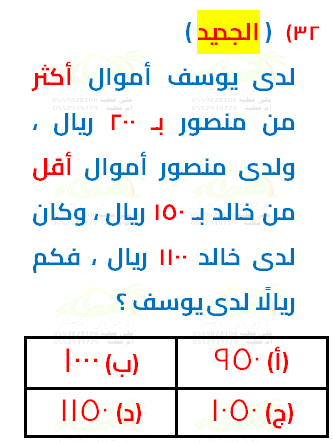 ٣٢) ( الجديد )
لدى يوسف أموال أكثر
من منصور بـ ٢٠٠ ريال ،
ولدى منصور أموال أقل
من خالد بـ ١٥٠ ريال ، وكان
لدى خالد ١١٠٠ ريال ، فكم
ريالًا لدى يوسف ؟
(أ) ٩٥٠ (ب) ١٠٠٠
(ج) ١٠٥٠ (د) ١١٥٠